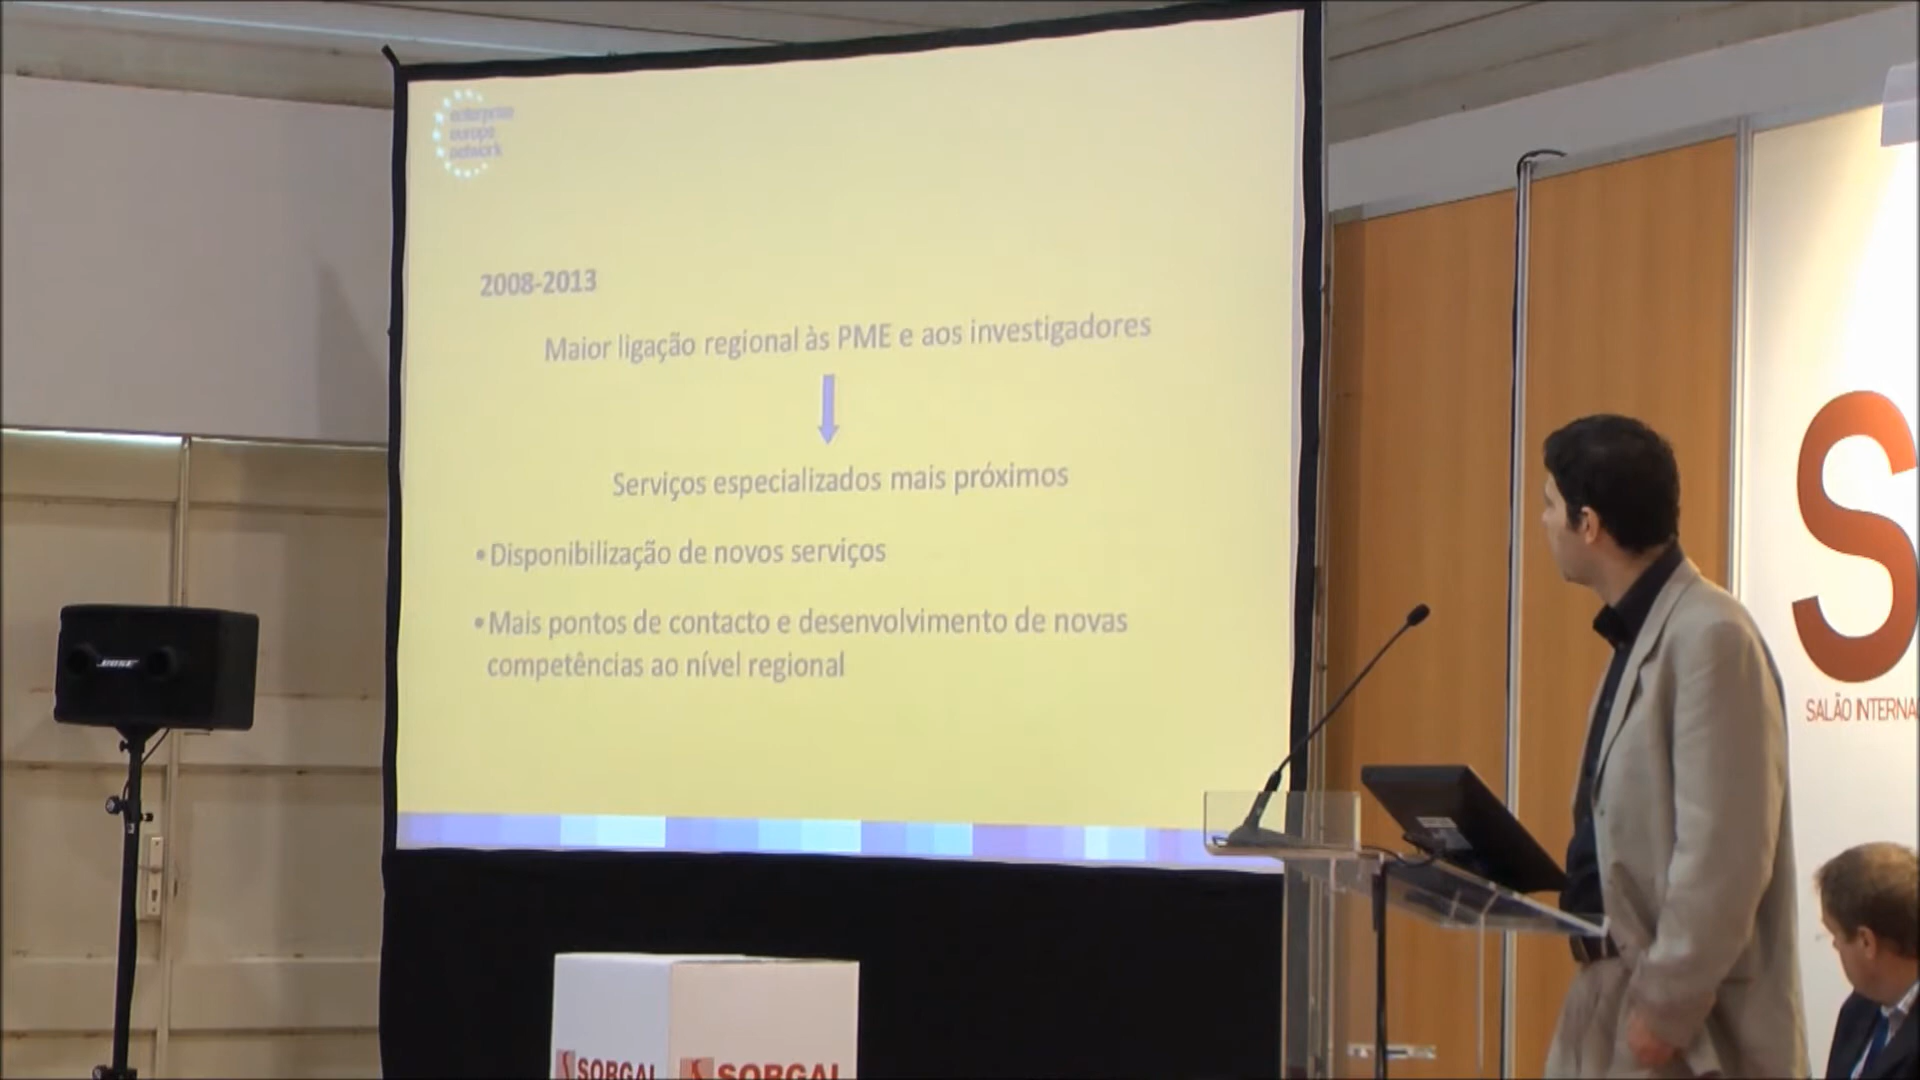 enterprise
europe
network
2008-2013
Maior ligação regional às PME e aos investigadores
Serviços especializados mais próximos
• Disponibilização de novos serviços
• Mais pontos de contacto e desenvolvimento de novas
competências ao nível regional
BOSE
S
SALÃO INTERNA
SORGAL
SORGAL